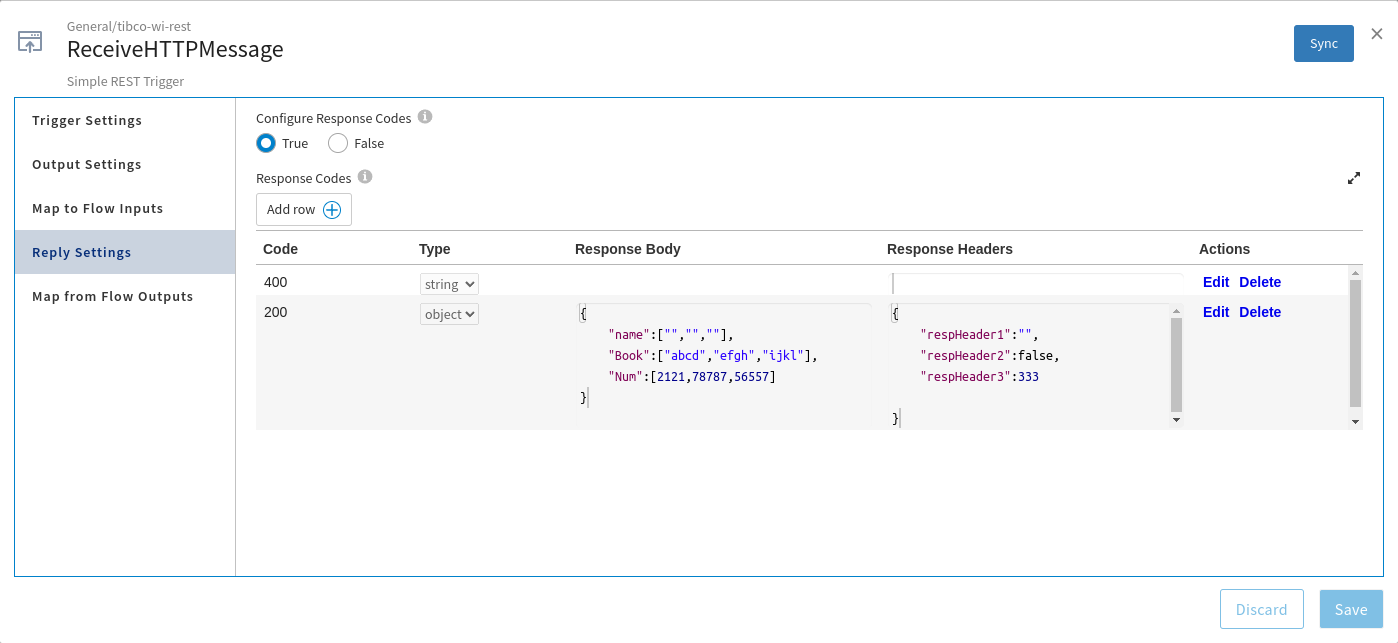 General/tibco-wi-rest
ReceiveHTTPMessage
Simple REST Trigger
Sync
Trigger Settings
Output Settings
Map to Flow Inputs
Reply Settings
Map from Flow Outputs
Configure Response Codes
True False
Response Codes
Add row
Code Type Response Body Response Headers Actions
400 string Edit Delete
200 object Edit Delete
{
"name":["","",""],
"Book":["abcd","efgh","ijkl"],
"Num":[2121,78787,56557]
}
{
"respHeader1":"",
"respHeader2":false,
"respHeader3":333
}
Discard Save